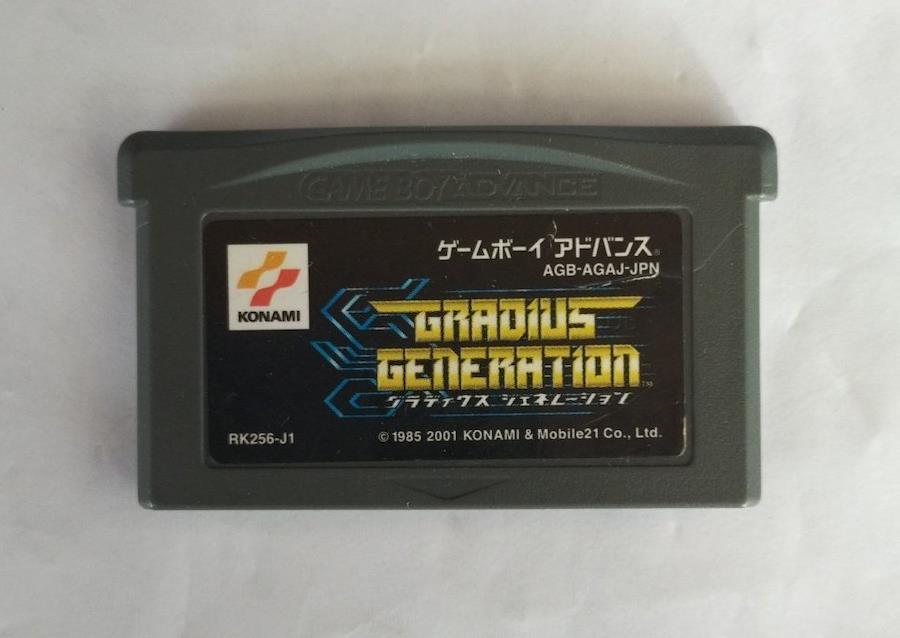 GAME BOY ADVANCE
ゲームボーイ アドバンス®
AGB-AGAJ-JPN
KONAMI
GRADIUS
GENERATION™
グラディウス ジェネレーション
RK256-J1
© 1985 2001 KONAMI & Mobile21 Co., Ltd.